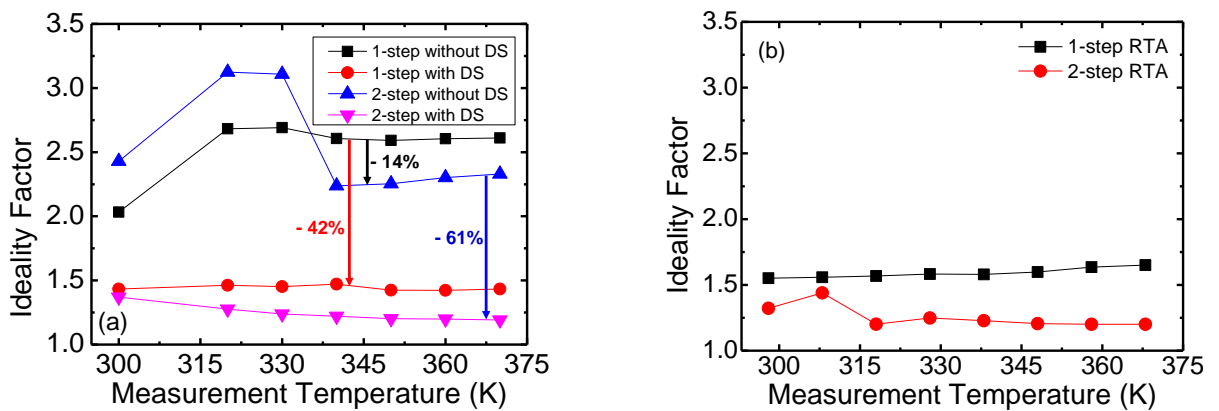 3.5
3.0
2.5
2.0
1.5
1.0
Ideality Factor
1-step without DS
1-step with DS
2-step without DS
2-step with DS
- 14%
- 42%
- 61%
(a)
300 315 330 345 360 375
Measurement Temperature (K)
3.5
3.0
2.5
2.0
1.5
1.0
Ideality Factor
(b)
1-step RTA
2-step RTA
300 315 330 345 360 375
Measurement Temperature (K)